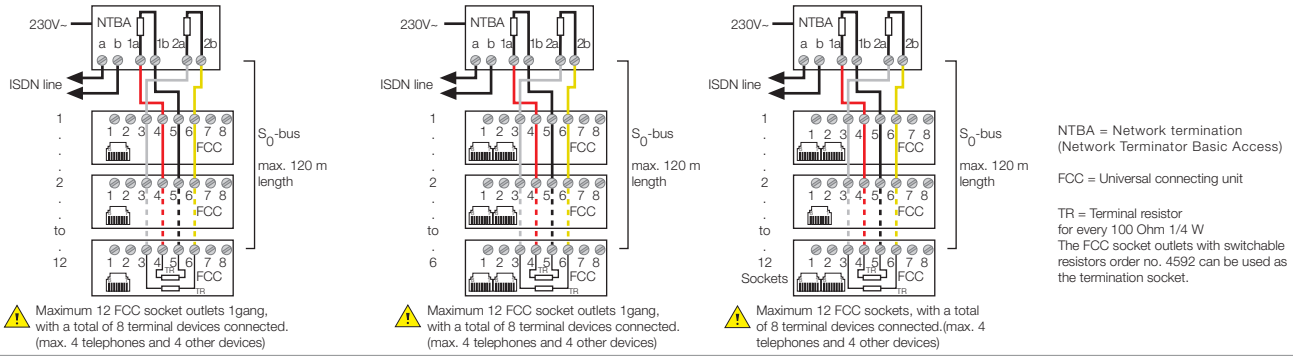 230V~ NTBA
a b 1a 1b 2a 2b
ISDN line
1
1 2 3 4 5 6 7 8
FCC
S0-bus
max. 120 m
length
2
1 2 3 4 5 6 7 8
FCC
to
12
1 2 3 4 5 6 7 8
TR
FCC
TR
Maximum 12 FCC socket outlets 1gang,
with a total of 8 terminal devices connected.
(max. 4 telephones and 4 other devices)
230V~ NTBA
a b 1a 1b 2a 2b
ISDN line
1
1 2 3 4 5 6 7 8
FCC
S0-bus
max. 120 m
length
2
1 2 3 4 5 6 7 8
FCC
to
6
1 2 3 4 5 6 7 8
TR
FCC
TR
Maximum 12 FCC socket outlets 1gang,
with a total of 8 terminal devices connected.
(max. 4 telephones and 4 other devices)
230V~ NTBA
a b 1a 1b 2a 2b
ISDN line
1
1 2 3 4 5 6 7 8
FCC
S0-bus
max. 120 m
length
2
1 2 3 4 5 6 7 8
FCC
to
12
Sockets
1 2 3 4 5 6 7 8
TR
FCC
TR
Maximum 12 FCC sockets, with a total
of 8 terminal devices connected.(max. 4
telephones and 4 other devices)
NTBA = Network termination
(Network Terminator Basic Access)
FCC = Universal connecting unit
TR = Terminal resistor
for every 100 Ohm 1/4 W
The FCC socket outlets with switchable
resistors order no. 4592 can be used as
the termination socket.